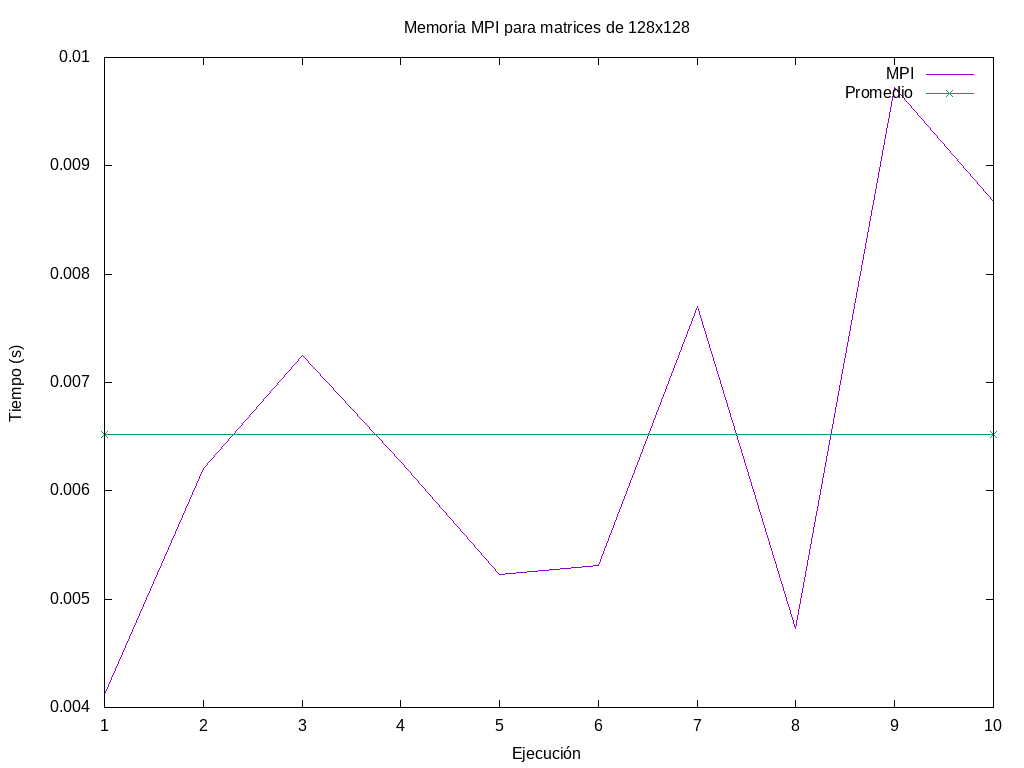 Memoria MPI para matrices de 128x128
0.01
0.009
0.008
0.007
0.006
0.005
0.004
Tiempo (s)
MPI
Promedio
1 2 3 4 5 6 7 8 9 10
Ejecución